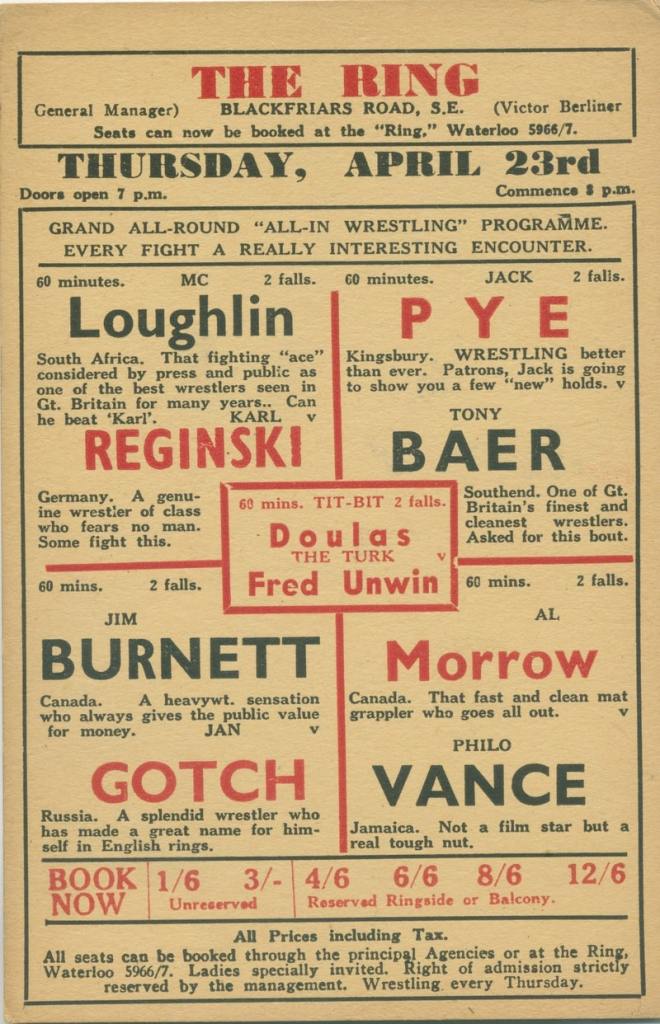 THE RING
General Manager) BLACKFRIARS ROAD, S.E. (Victor Berliner
Seats can now be booked at the "Ring," Waterloo 5966/7.
THURSDAY, APRIL 23rd
Doors open 7 p.m. Commence 8 p.m.
GRAND ALL-ROUND "ALL-IN WRESTLING" PROGRAMME.
EVERY FIGHT A REALLY INTERESTING ENCOUNTER.
60 minutes. MC 2 falls.
Loughlin
South Africa. That fighting "ace"
considered by press and public as
one of the best wrestlers seen in
Gt. Britain for many years.. Can
he beat 'Karl'. KARL v
REGINSKI
Germany. A genu-
ine wrestler of class
who fears no man.
Some fight this.
60 minutes. JACK 2 falls.
PYE
Kingsbury. WRESTLING better
than ever. Patrons, Jack is going
to show you a few "new" holds. v
TONY
BAER
Southend. One of Gt.
Britain's finest and
cleanest wrestlers.
Asked for this bout.
60 mins. TIT-BIT 2 falls.
Doulas
THE TURK v
Fred Unwin
60 mins. 2 falls.
JIM
BURNETT
Canada. A heavywt. sensation
who always gives the public value
for money. JAN v
GOTCH
Russia. A splendid wrestler who
has made a great name for him-
self in English rings.
60 mins. 2 falls.
AL
Morrow
Canada. That fast and clean mat
grappler who goes all out. v
PHILO
VANCE
Jamaica. Not a film star but a
real tough nut.
BOOK NOW
1/6 3/-
Unreserved
4/6 6/6 8/6 12/6
Reserved Ringside or Balcony.
All Prices including Tax.
All seats can be booked through the principal Agencies or at the Ring,
Waterloo 5966/7. Ladies specially invited. Right of admission strictly
reserved by the management. Wrestling every Thursday.